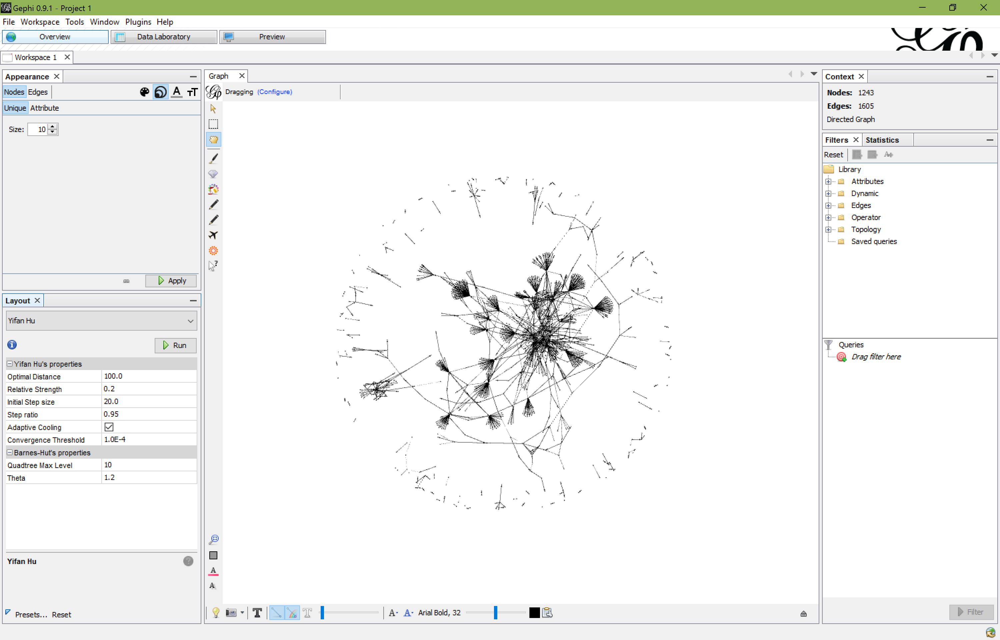 Gephi 0.9.1 - Project 1
File Workspace Tools Window Plugins Help
Overview Data Laboratory Preview
Workspace 1
Appearance
Nodes Edges
Unique Attribute
Size: 10
Apply
Layout
Yifan Hu
Run
Yifan Hu's properties
Optimal Distance 100.0
Relative Strength 0.2
Initial Step size 20.0
Step ratio 0.95
Adaptive Cooling
Convergence Threshold 1.0E-4
Barnes-Hut's properties
Quadtree Max Level 10
Theta 1.2
Yifan Hu
Presets... Reset
Graph
Dragging (Configure)
Arial Bold, 32
Context
Nodes: 1243
Edges: 1605
Directed Graph
Filters Statistics
Reset
Library
Attributes
Dynamic
Edges
Operator
Topology
Saved queries
Queries
Drag filter here
Filter